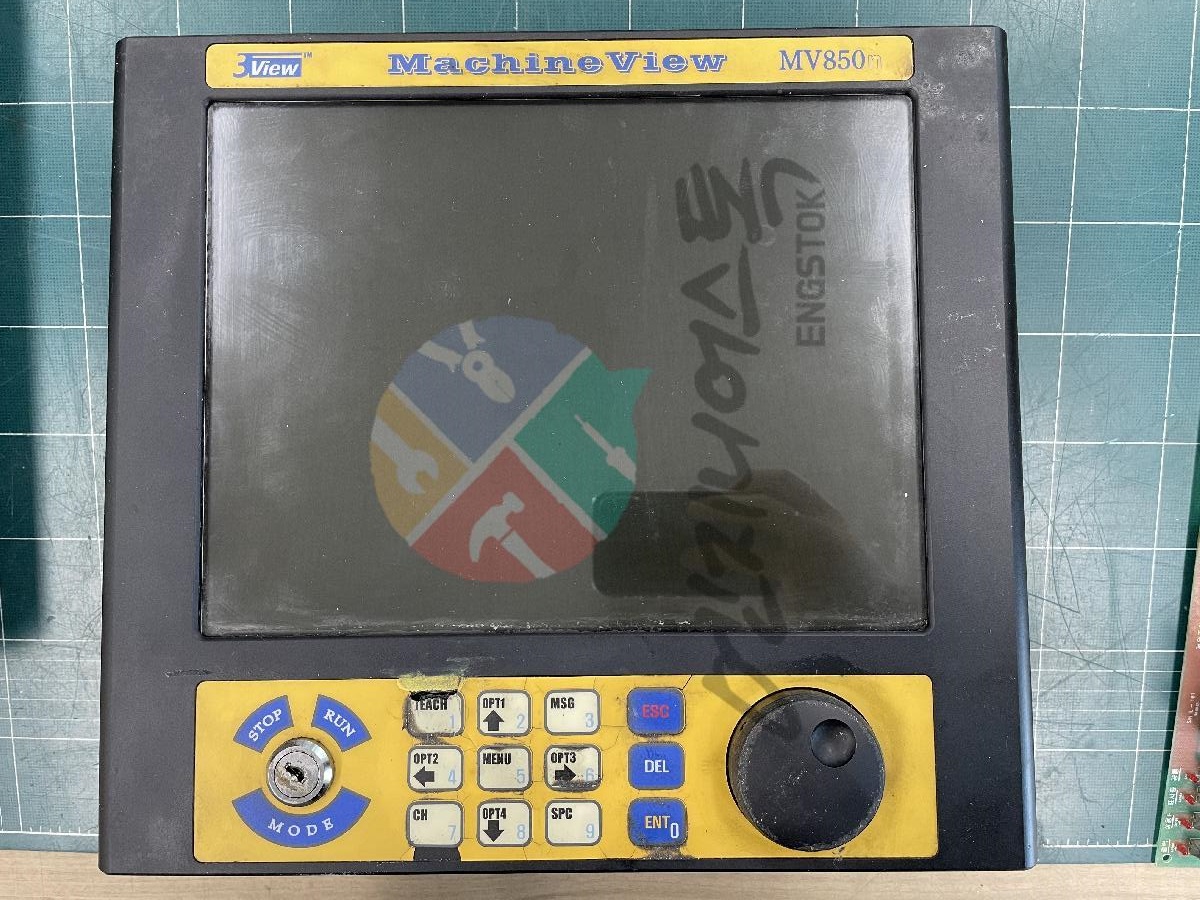 3View™
MachineView
MV850m
STOP
RUN
MODE
TEACH 1
OPT1 2
MSG 3
ESC
OPT2 4
MENU 5
OPT3 6
DEL
CH 7
OPT4 8
SPC 9
ENT 0
엔지니어스톡
ENGSTOK